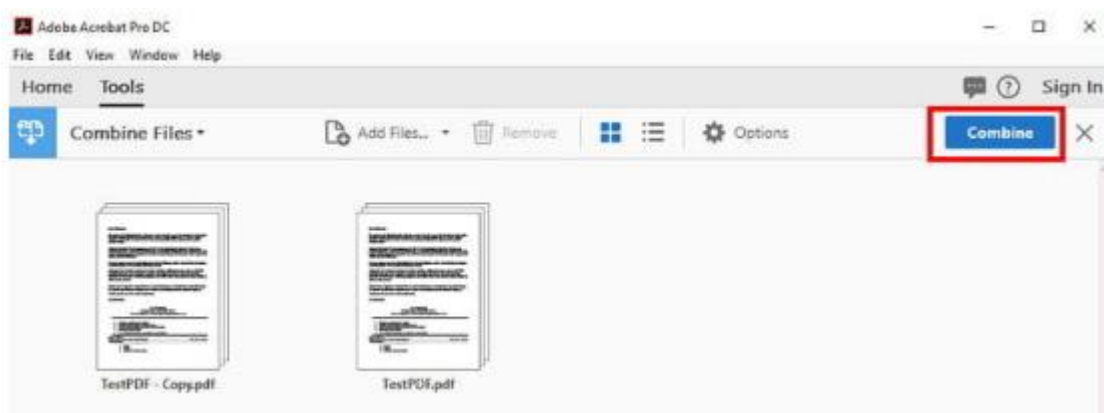 Adobe Acrobat Pro DC
File Edit View Window Help
Home Tools Sign In
Combine Files Add Files... Remove Options Combine
TestPDF - Copy.pdf TestPDF.pdf